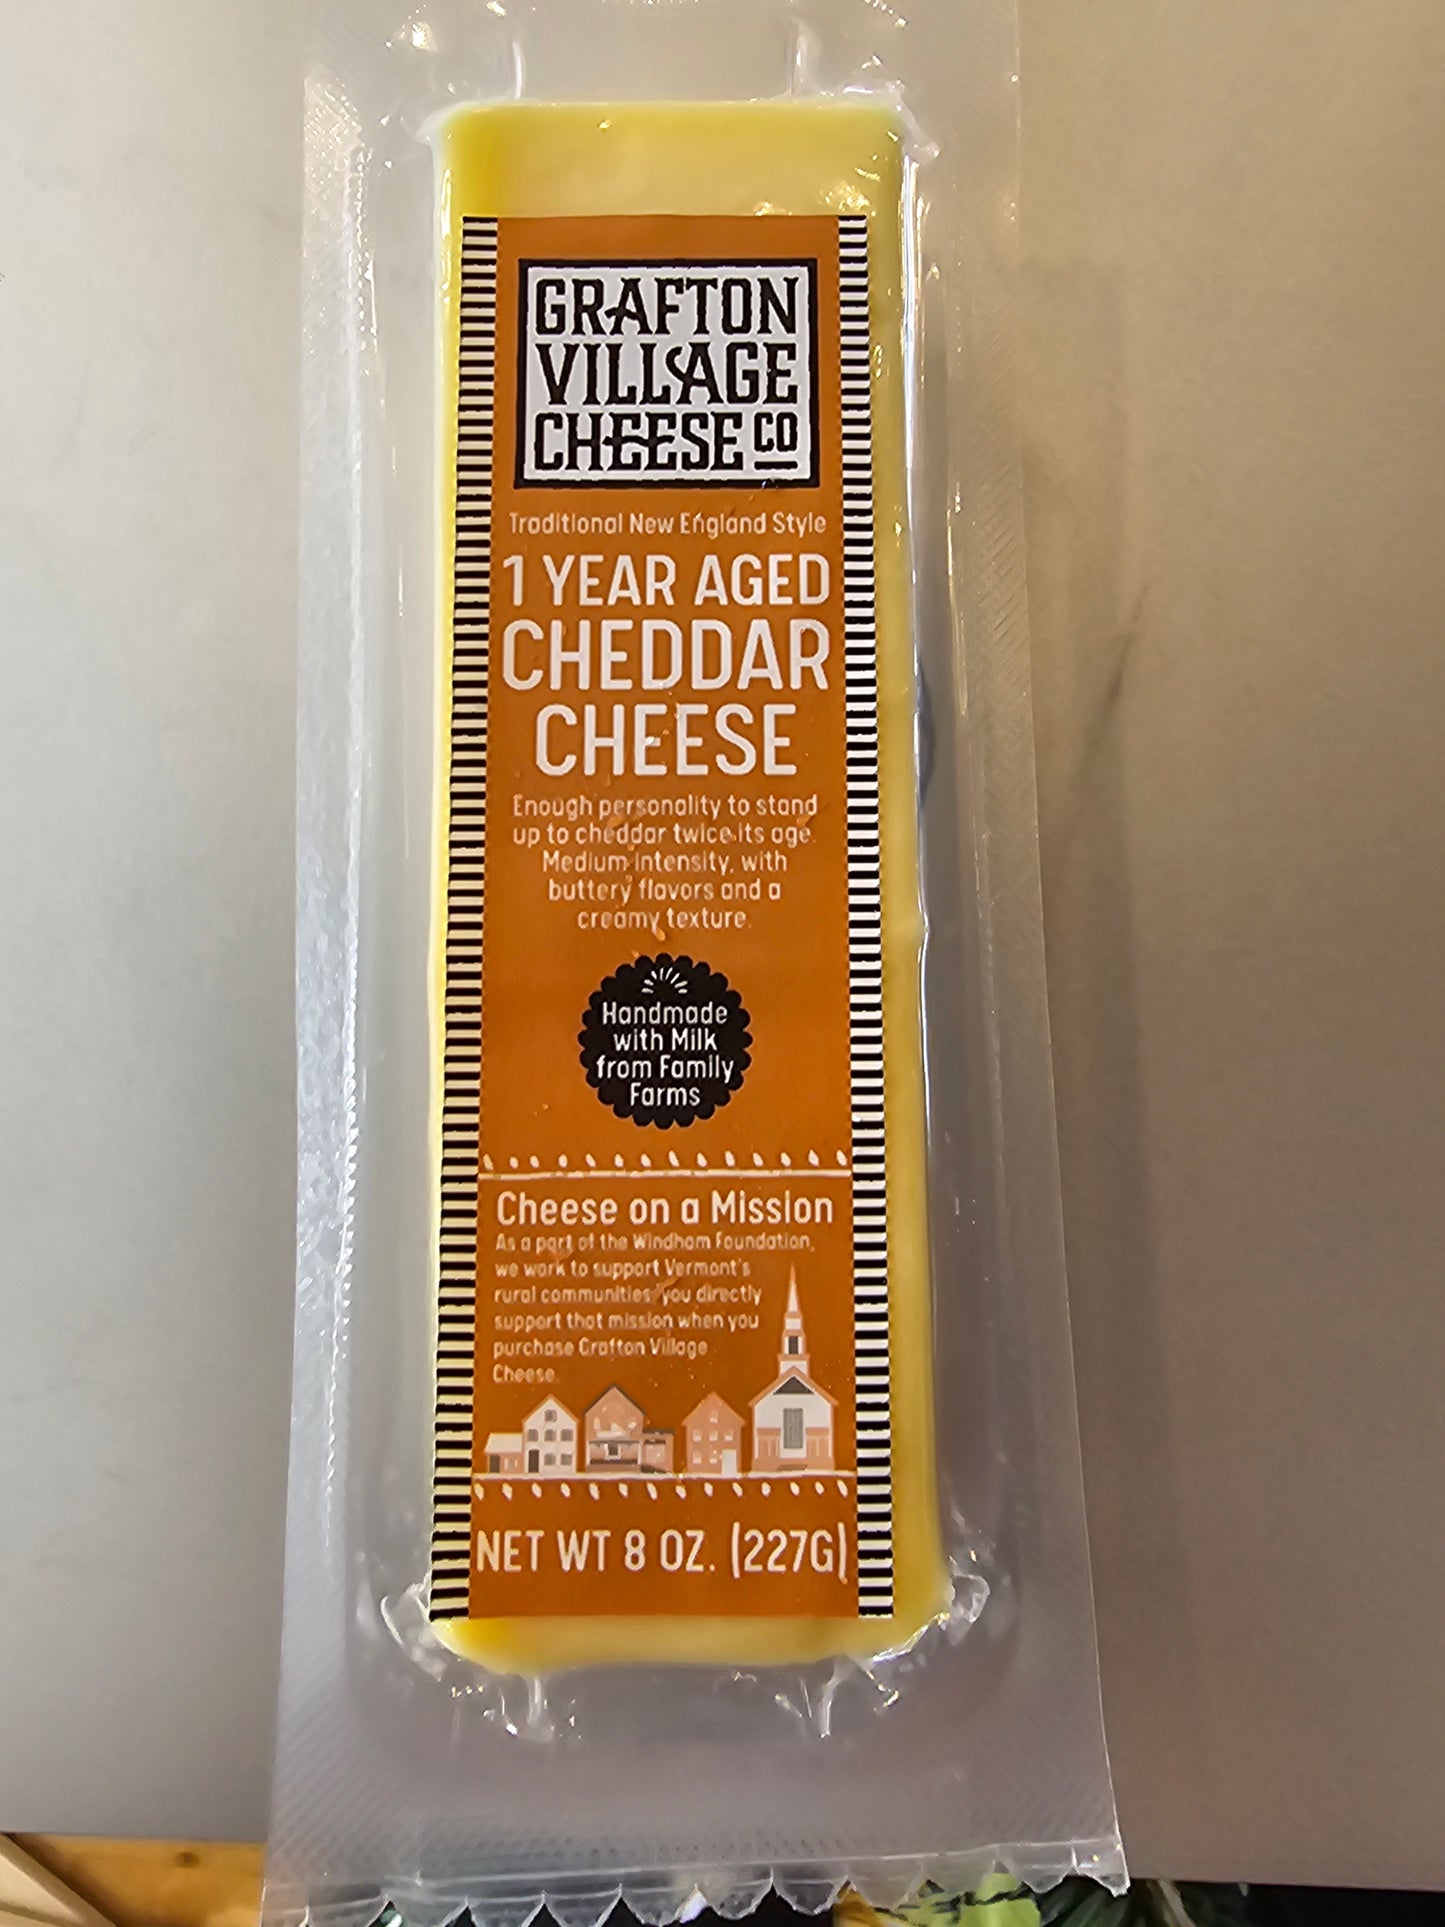 GRAFTON
VILLAGE
CHEESE CO
Traditional New England Style
1 YEAR AGED
CHEDDAR
CHEESE
Enough personality to stand
up to cheddar twice its age.
Medium intensity, with
buttery flavors and a
creamy texture.
Handmade
with Milk
from Family
Farms
Cheese on a Mission
As a part of the Windham Foundation,
we work to support Vermont's
rural communities you directly
support that mission when you
purchase Grafton Village
Cheese.
NET WT 8 OZ. (227G)